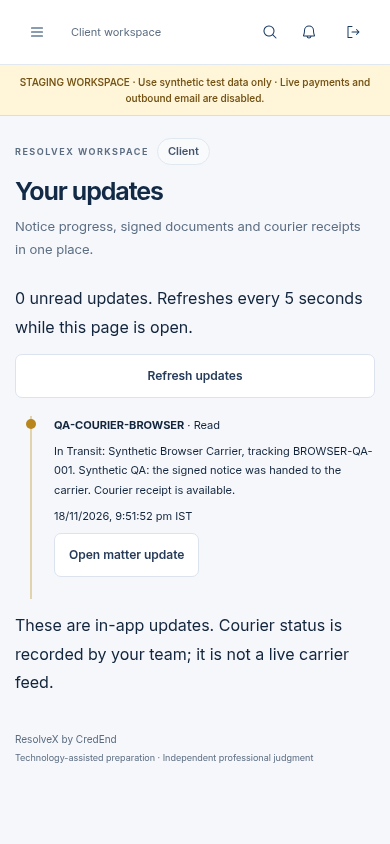 Client workspace
STAGING WORKSPACE · Use synthetic test data only · Live payments and
outbound email are disabled.
RESOLVEX WORKSPACE Client
Your updates
Notice progress, signed documents and courier receipts
in one place.
0 unread updates. Refreshes every 5 seconds
while this page is open.
Refresh updates
QA-COURIER-BROWSER · Read
In Transit: Synthetic Browser Carrier, tracking BROWSER-QA-
001. Synthetic QA: the signed notice was handed to the
carrier. Courier receipt is available.
18/11/2026, 9:51:52 pm IST
Open matter update
These are in-app updates. Courier status is
recorded by your team; it is not a live carrier
feed.
ResolveX by CredEnd
Technology-assisted preparation · Independent professional judgment